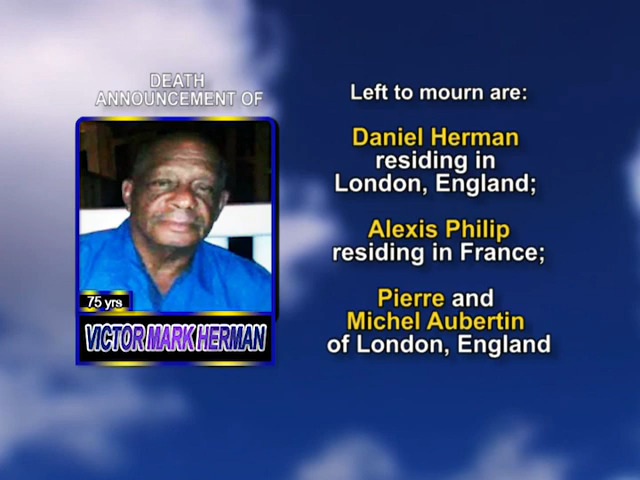 DEATH
ANNOUNCEMENT OF
75 yrs
VICTOR MARK HERMAN
Left to mourn are:
Daniel Herman
residing in
London, England;
Alexis Philip
residing in France;
Pierre and
Michel Aubertin
of London, England